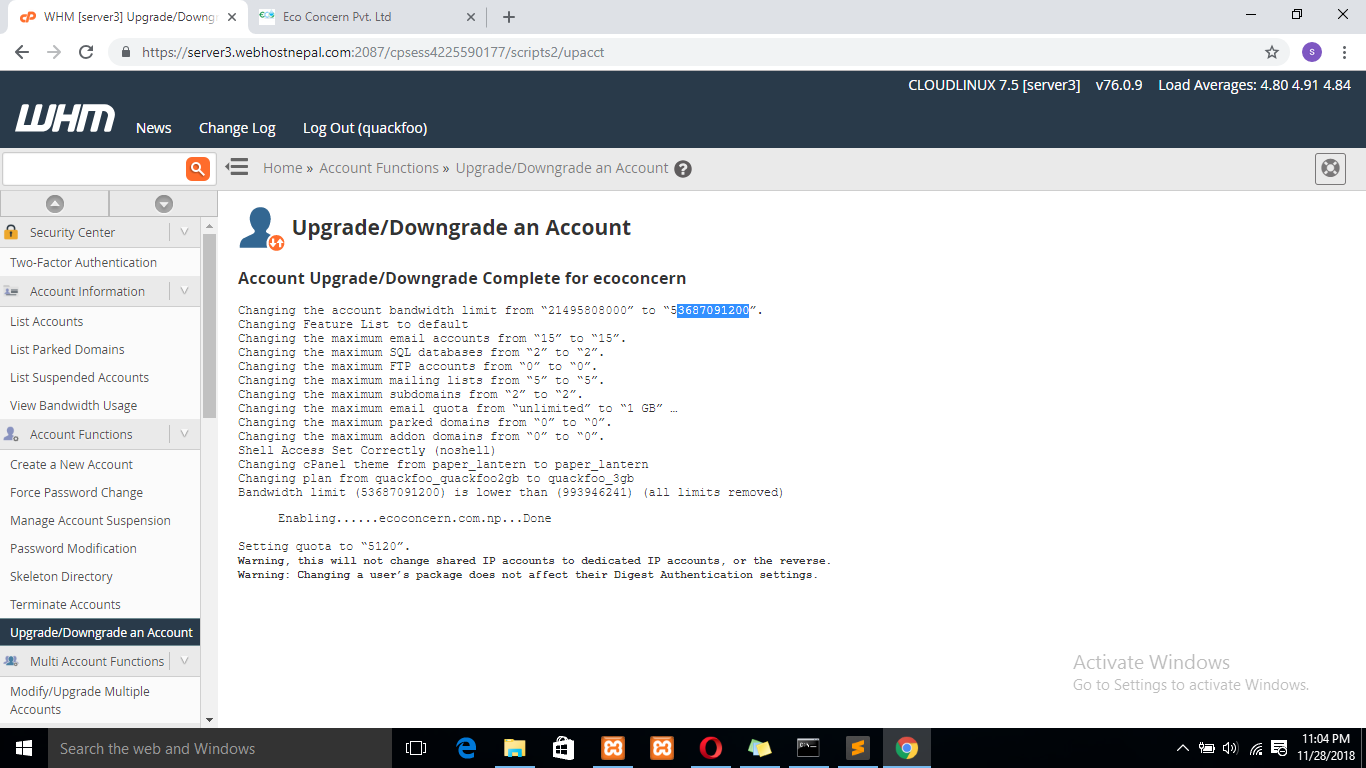 WHM [server3] Upgrade/Downgr
Eco Concern Pvt. Ltd
https://server3.webhostnepal.com:2087/cpsess4225590177/scripts2/upacct
S
CLOUDLINUX 7.5 [server3] v76.0.9 Load Averages: 4.80 4.91 4.84
WHM
News Change Log Log Out (quackfoo)
Home » Account Functions » Upgrade/Downgrade an Account
Security Center
Two-Factor Authentication
Account Information
List Accounts
List Parked Domains
List Suspended Accounts
View Bandwidth Usage
Account Functions
Create a New Account
Force Password Change
Manage Account Suspension
Password Modification
Skeleton Directory
Terminate Accounts
Upgrade/Downgrade an Account
Multi Account Functions
Modify/Upgrade Multiple
Accounts
Upgrade/Downgrade an Account
Account Upgrade/Downgrade Complete for ecoconcern
Changing the account bandwidth limit from “21495808000” to “53687091200”.
Changing Feature List to default
Changing the maximum email accounts from “15” to “15”.
Changing the maximum SQL databases from “2” to “2”.
Changing the maximum FTP accounts from “0” to “0”.
Changing the maximum mailing lists from “5” to “5”.
Changing the maximum subdomains from “2” to “2”.
Changing the maximum email quota from “unlimited” to “1 GB” …
Changing the maximum parked domains from “0” to “0”.
Changing the maximum addon domains from “0” to “0”.
Shell Access Set Correctly (noshell)
Changing cPanel theme from paper_lantern to paper_lantern
Changing plan from quackfoo_quackfoo2gb to quackfoo_3gb
Bandwidth limit (53687091200) is lower than (993946241) (all limits removed)
Enabling......ecoconcern.com.np...Done
Setting quota to “5120”.
Warning, this will not change shared IP accounts to dedicated IP accounts, or the reverse.
Warning: Changing a user’s package does not affect their Digest Authentication settings.
Activate Windows
Go to Settings to activate Windows.
Search the web and Windows
11:04 PM
11/28/2018